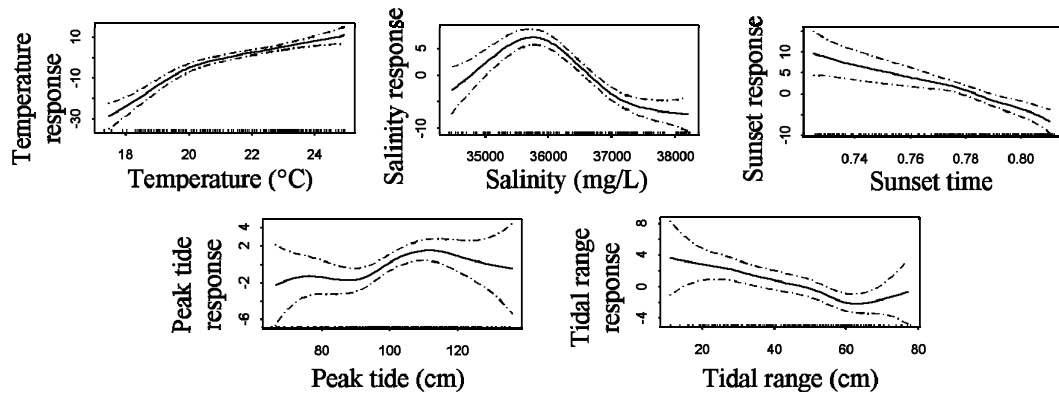 Temperature
response
10
-10
-30
18
20
22
24
Temperature (°C)
Salinity response
5
0
-10
35000
36000
37000
38000
Salinity (mg/L)
Sunset response
10
5
0
-10
0.74
0.76
0.78
0.80
Sunset time
Peak tide
response
4
2
-2
-6
80
100
120
Peak tide (cm)
Tidal range
response
8
4
0
-4
20
40
60
80
Tidal range (cm)